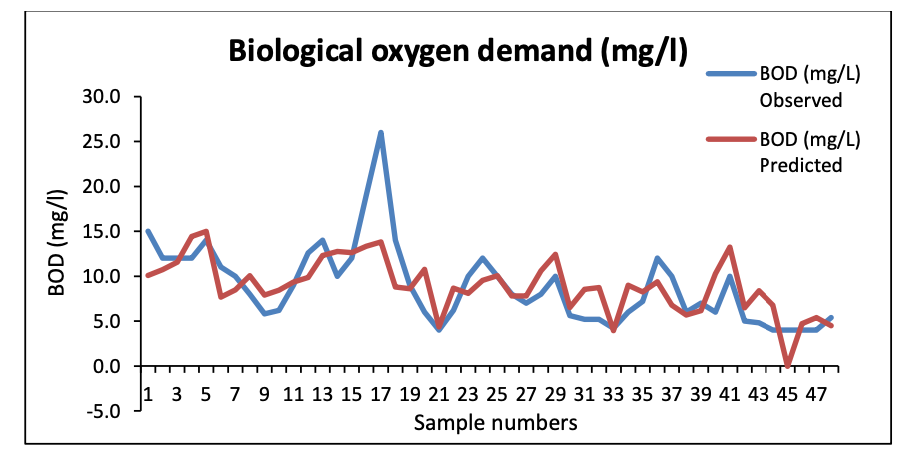 Biological oxygen demand (mg/l)
BOD (mg/L)
Observed
BOD (mg/L)
Predicted
30.0
25.0
20.0
15.0
10.0
5.0
0.0
-5.0
BOD (mg/l)
1 3 5 7 9 11 13 15 17 19 21 23 25 27 29 31 33 35 37 39 41 43 45 47
Sample numbers